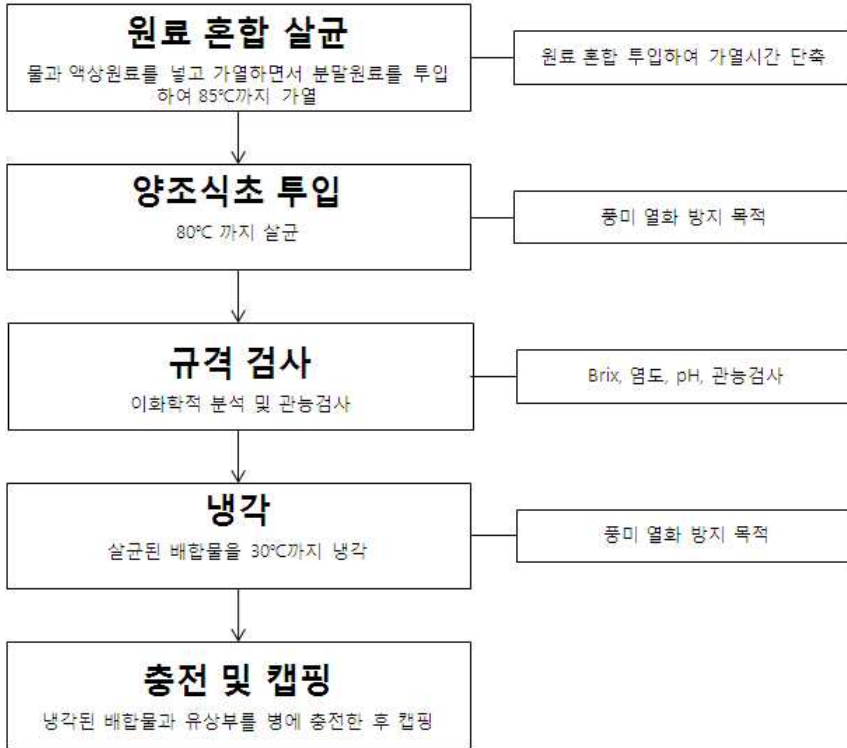 원료 혼합 살균
물과 액상원료를 넣고 가열하면서 분말원료를 투입
하여 85℃까지 가열
원료 혼합 투입하여 가열시간 단축
양조식초 투입
80℃ 까지 살균
풍미 열화 방지 목적
규격 검사
이화학적 분석 및 관능검사
Brix, 염도, pH, 관능검사
냉각
살균된 배합물을 30℃까지 냉각
풍미 열화 방지 목적
충전 및 캡핑
냉각된 배합물과 유상부를 병에 충전한 후 캡핑